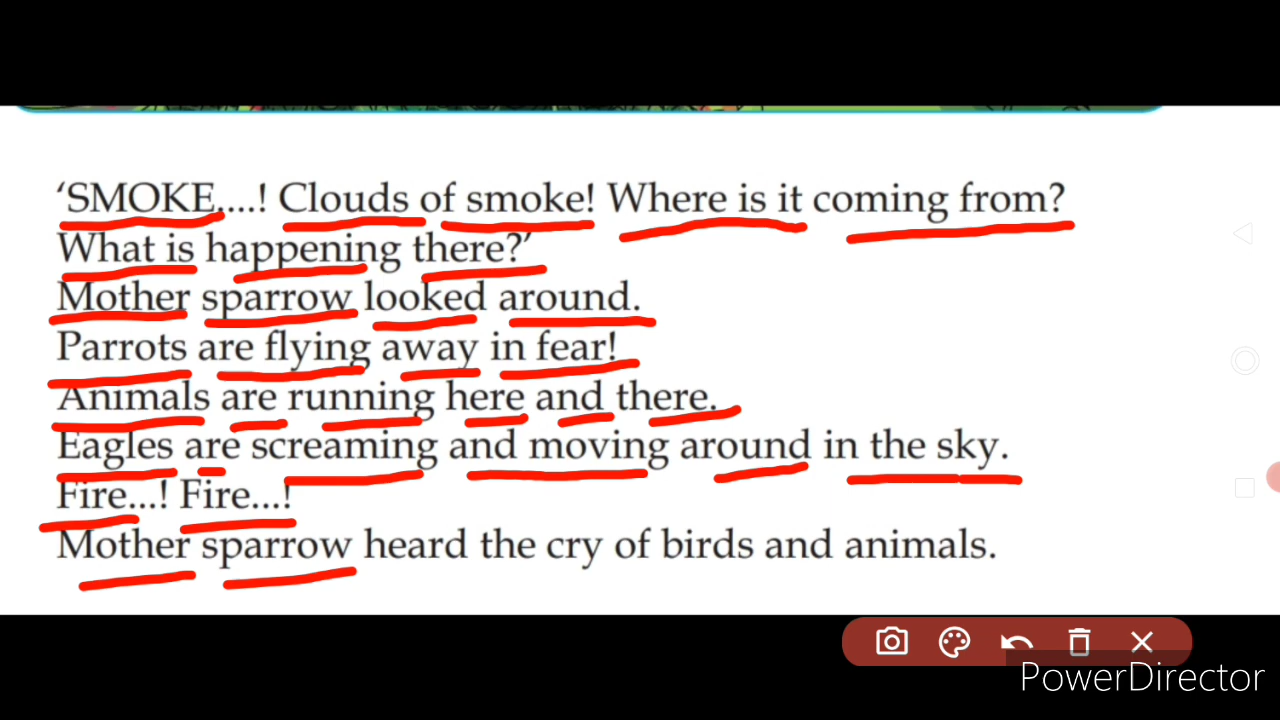 ‘SMOKE....! Clouds of smoke! Where is it coming from?
What is happening there?’
Mother sparrow looked around.
Parrots are flying away in fear!
Animals are running here and there.
Eagles are screaming and moving around in the sky.
Fire...! Fire...!
Mother sparrow heard the cry of birds and animals.
PowerDirector